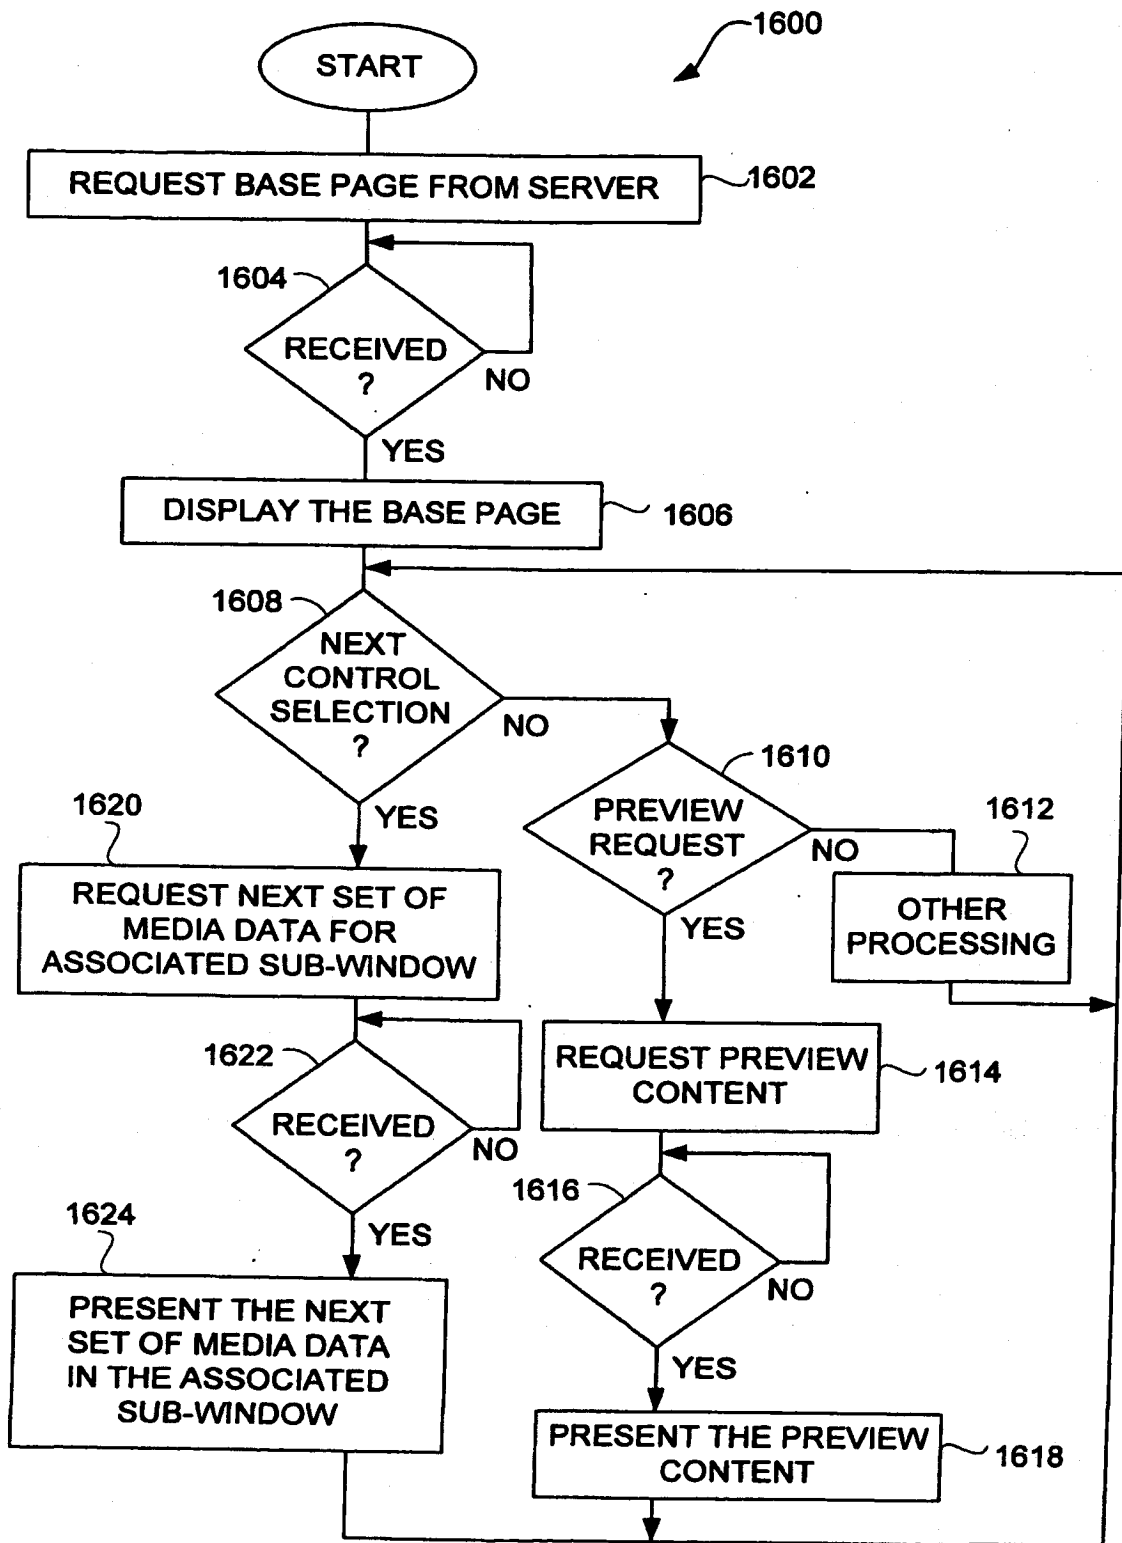 1600
START
REQUEST BASE PAGE FROM SERVER
1602
1604
RECEIVED
?
NO
YES
DISPLAY THE BASE PAGE
1606
1608
NEXT
CONTROL
SELECTION
?
NO
YES
1610
PREVIEW
REQUEST
?
NO
YES
1612
OTHER
PROCESSING
1620
REQUEST NEXT SET OF
MEDIA DATA FOR
ASSOCIATED SUB-WINDOW
1622
RECEIVED
?
NO
YES
REQUEST PREVIEW
CONTENT
1614
1616
RECEIVED
?
NO
YES
1624
PRESENT THE NEXT
SET OF MEDIA DATA
IN THE ASSOCIATED
SUB-WINDOW
PRESENT THE PREVIEW
CONTENT
1618